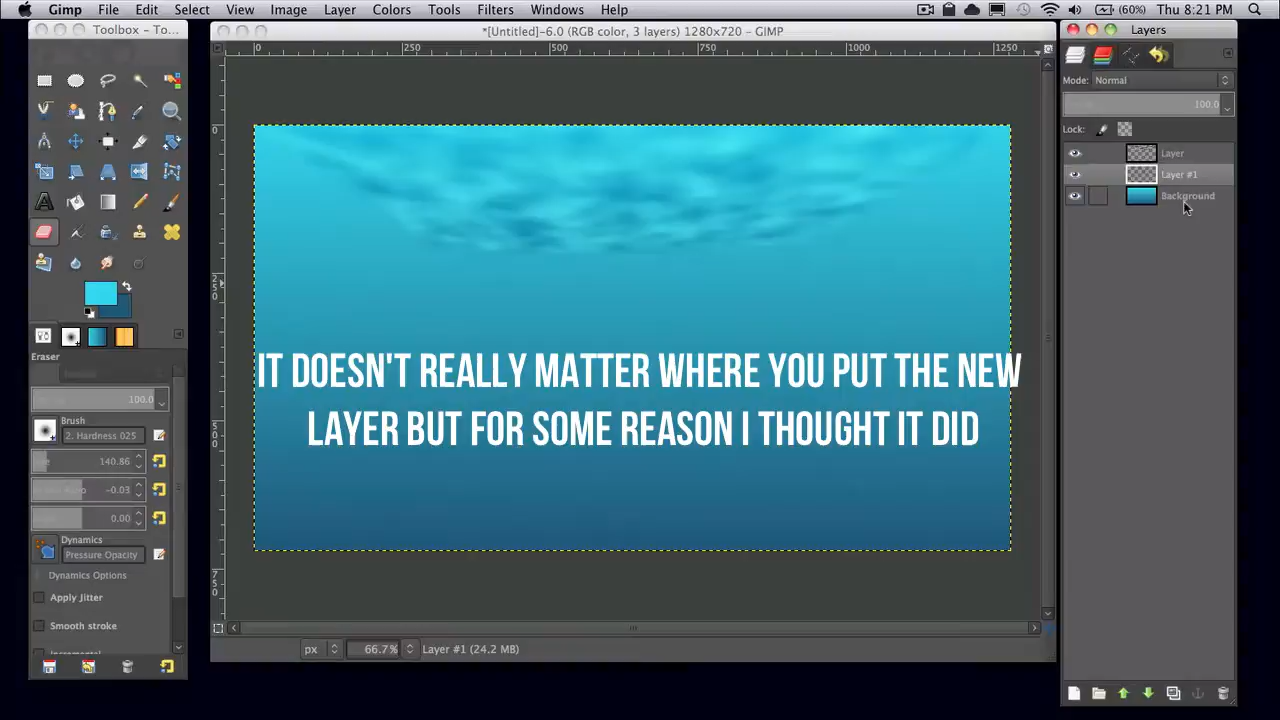 Gimp File Edit Select View Image Layer Colors Tools Filters Windows Help (60%) Thu 8:21 PM
Toolbox - To...
*[Untitled]-6.0 (RGB color, 3 layers) 1280x720 – GIMP
Layers
0 250 500 750 1000 1250
Mode: Normal
100.0
Lock:
0
250
500
750
Layer
Layer #1
Background
Eraser
100.0
Brush
2. Hardness 025
140.86
-0.03
0.00
Dynamics
Pressure Opacity
Dynamics Options
Apply Jitter
Smooth stroke
IT DOESN'T REALLY MATTER WHERE YOU PUT THE NEW
LAYER BUT FOR SOME REASON I THOUGHT IT DID
px 66.7% Layer #1 (24.2 MB)